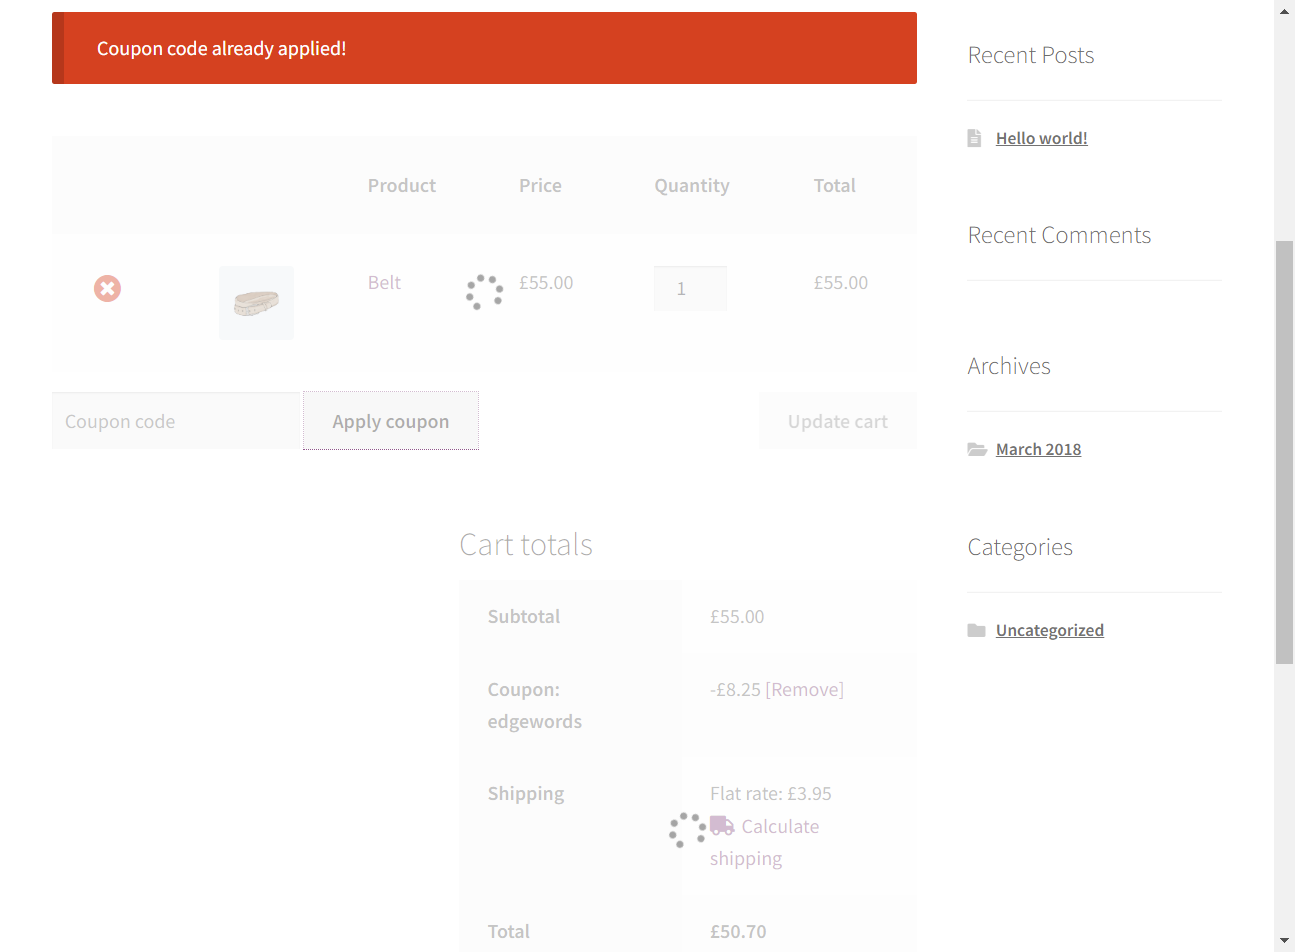 Coupon code already applied!
Product Price Quantity Total
Belt £55.00 1 £55.00
Coupon code Apply coupon Update cart
Cart totals
Subtotal £55.00
Coupon: edgewords -£8.25 [Remove]
Shipping Flat rate: £3.95
Calculate
shipping
Total £50.70
Recent Posts
Hello world!
Recent Comments
Archives
March 2018
Categories
Uncategorized